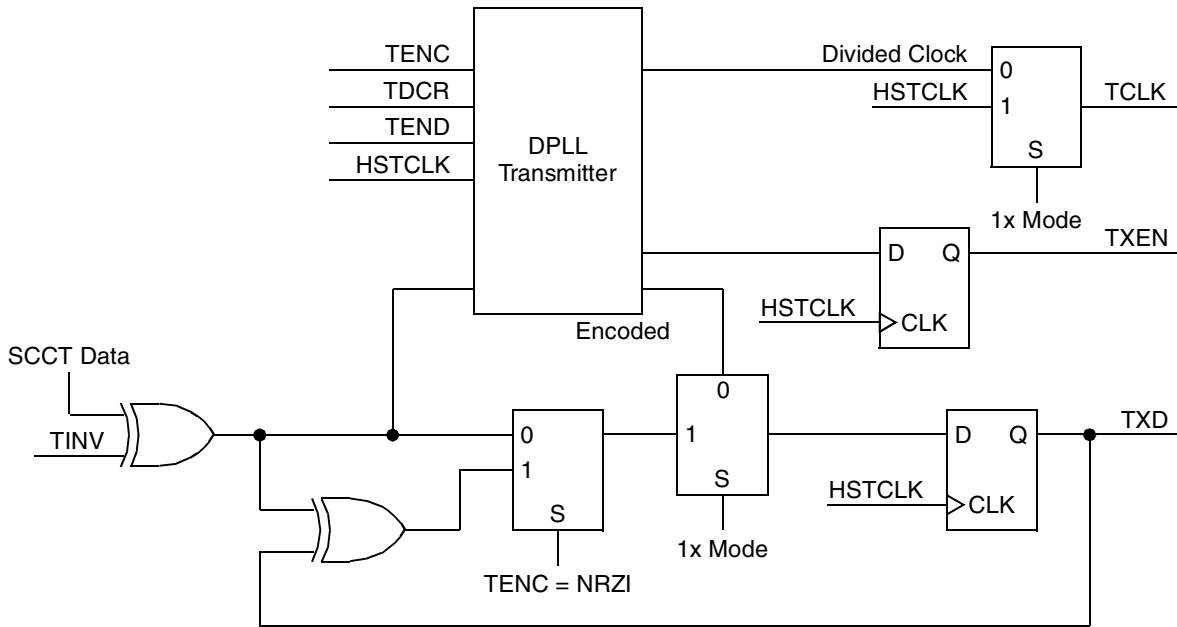 TENC
TDCR
TEND
HSTCLK
DPLL
Transmitter
Divided Clock
HSTCLK
0
1
S
TCLK
1x Mode
TXEN
D Q
HSTCLK
CLK
Encoded
SCCT Data
TINV
0
1
S
TENC = NRZI
0
1
S
1x Mode
D Q
HSTCLK
CLK
TXD